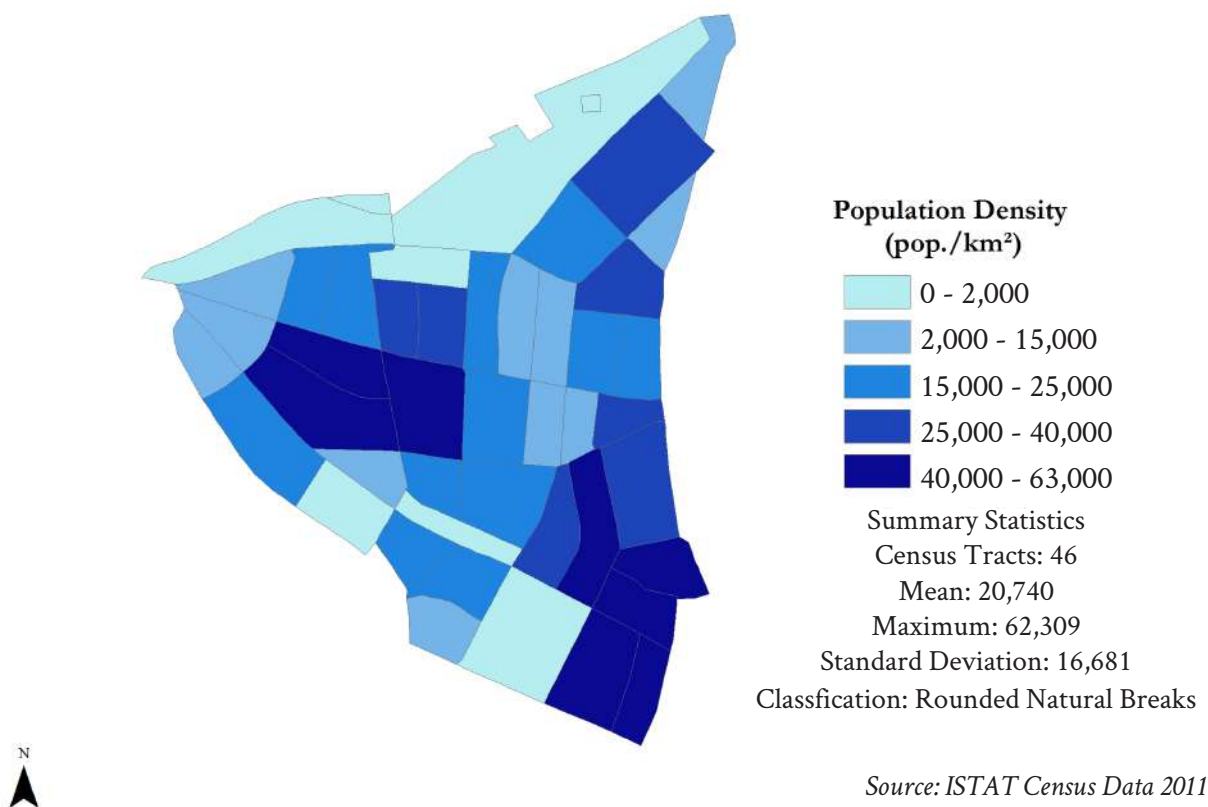 Population Density
(pop./km²)
0 - 2,000
2,000 - 15,000
15,000 - 25,000
25,000 - 40,000
40,000 - 63,000
Summary Statistics
Census Tracts: 46
Mean: 20,740
Maximum: 62,309
Standard Deviation: 16,681
Classfication: Rounded Natural Breaks
N
Source: ISTAT Census Data 2011